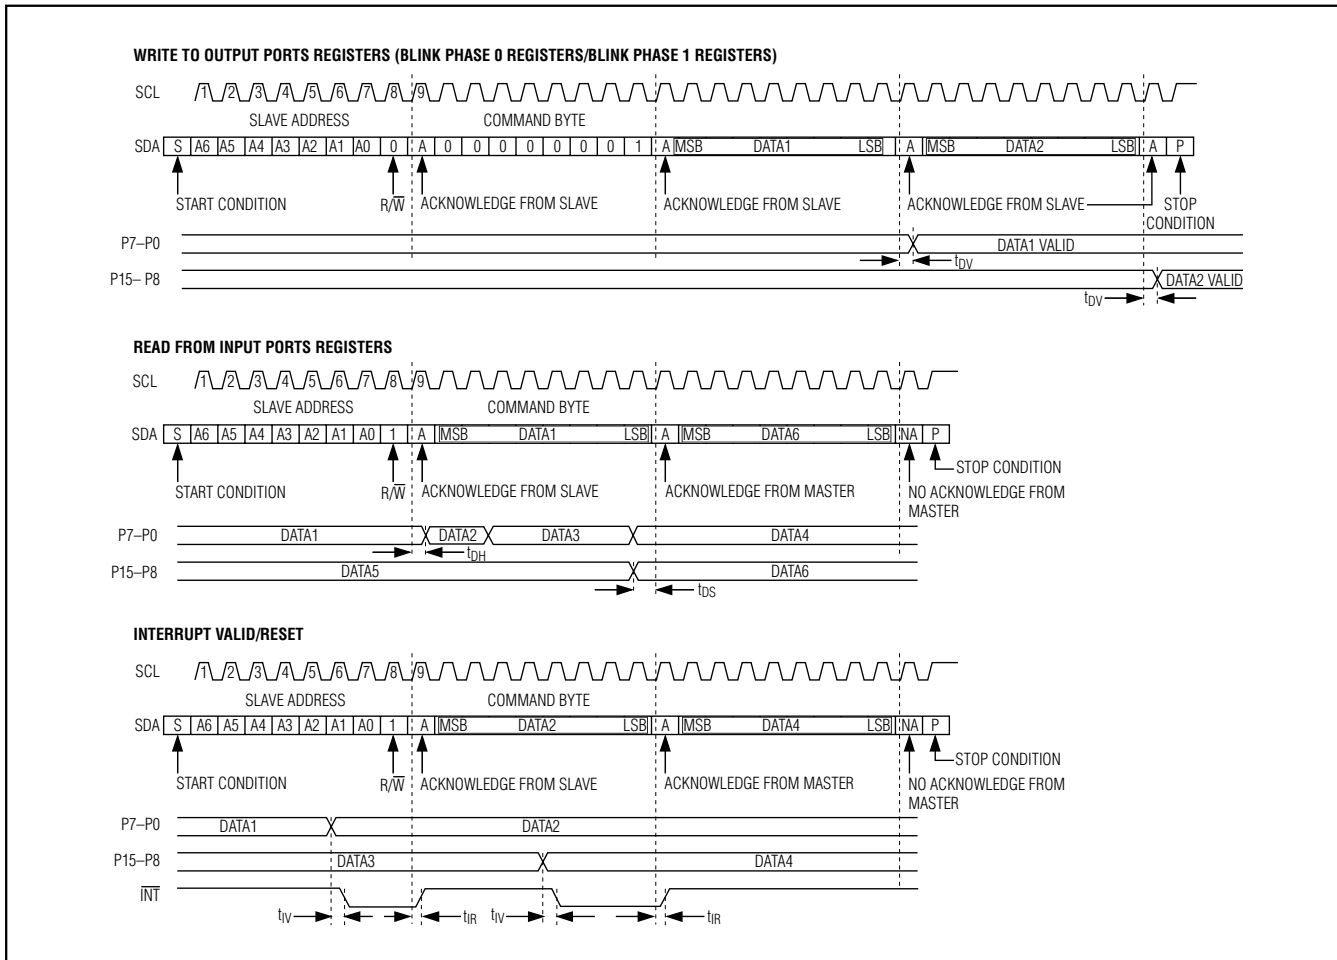 WRITE TO OUTPUT PORTS REGISTERS (BLINK PHASE 0 REGISTERS/BLINK PHASE 1 REGISTERS)
SCL 1 2 3 4 5 6 7 8 9
SLAVE ADDRESS COMMAND BYTE
SDA S A6 A5 A4 A3 A2 A1 A0 0 A 0 0 0 0 0 0 0 1 A MSB DATA1 LSB A MSB DATA2 LSB A P
START CONDITION R/W̅ ACKNOWLEDGE FROM SLAVE ACKNOWLEDGE FROM SLAVE ACKNOWLEDGE FROM SLAVE STOP CONDITION
P7–P0 DATA1 VALID
tDV
P15– P8 DATA2 VALID
tDV
READ FROM INPUT PORTS REGISTERS
SCL 1 2 3 4 5 6 7 8 9
SLAVE ADDRESS COMMAND BYTE
SDA S A6 A5 A4 A3 A2 A1 A0 1 A MSB DATA1 LSB A MSB DATA6 LSB NA P
STOP CONDITION
START CONDITION R/W̅ ACKNOWLEDGE FROM SLAVE ACKNOWLEDGE FROM MASTER NO ACKNOWLEDGE FROM MASTER
P7–P0 DATA1 DATA2 DATA3 DATA4
tDH
P15–P8 DATA5 DATA6
tDS
INTERRUPT VALID/RESET
SCL 1 2 3 4 5 6 7 8 9
SLAVE ADDRESS COMMAND BYTE
SDA S A6 A5 A4 A3 A2 A1 A0 1 A MSB DATA2 LSB A MSB DATA4 LSB NA P
STOP CONDITION
START CONDITION R/W̅ ACKNOWLEDGE FROM SLAVE ACKNOWLEDGE FROM MASTER NO ACKNOWLEDGE FROM MASTER
P7–P0 DATA1 DATA2
P15–P8 DATA3 DATA4
I̅N̅T̅
tIV tIR tIV tIR